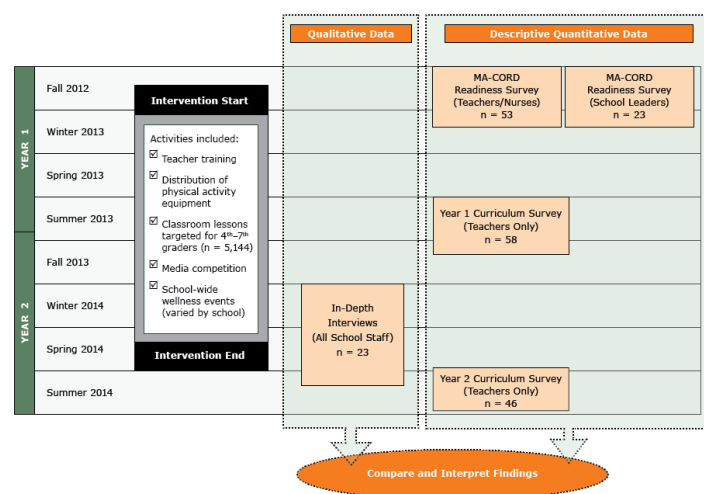 Qualitative Data
Descriptive Quantitative Data
YEAR 1
YEAR 2
Fall 2012
Winter 2013
Spring 2013
Summer 2013
Fall 2013
Winter 2014
Spring 2014
Summer 2014
Intervention Start
Activities included:
☑ Teacher training
☑ Distribution of
physical activity
equipment
☑ Classroom lessons
targeted for 4th–7th
graders (n = 5,144)
☑ Media competition
☑ School-wide
wellness events
(varied by school)
Intervention End
In-Depth
Interviews
(All School Staff)
n = 23
MA-CORD
Readiness Survey
(Teachers/Nurses)
n = 53
MA-CORD
Readiness Survey
(School Leaders)
n = 23
Year 1 Curriculum Survey
(Teachers Only)
n = 58
Year 2 Curriculum Survey
(Teachers Only)
n = 46
Compare and Interpret Findings